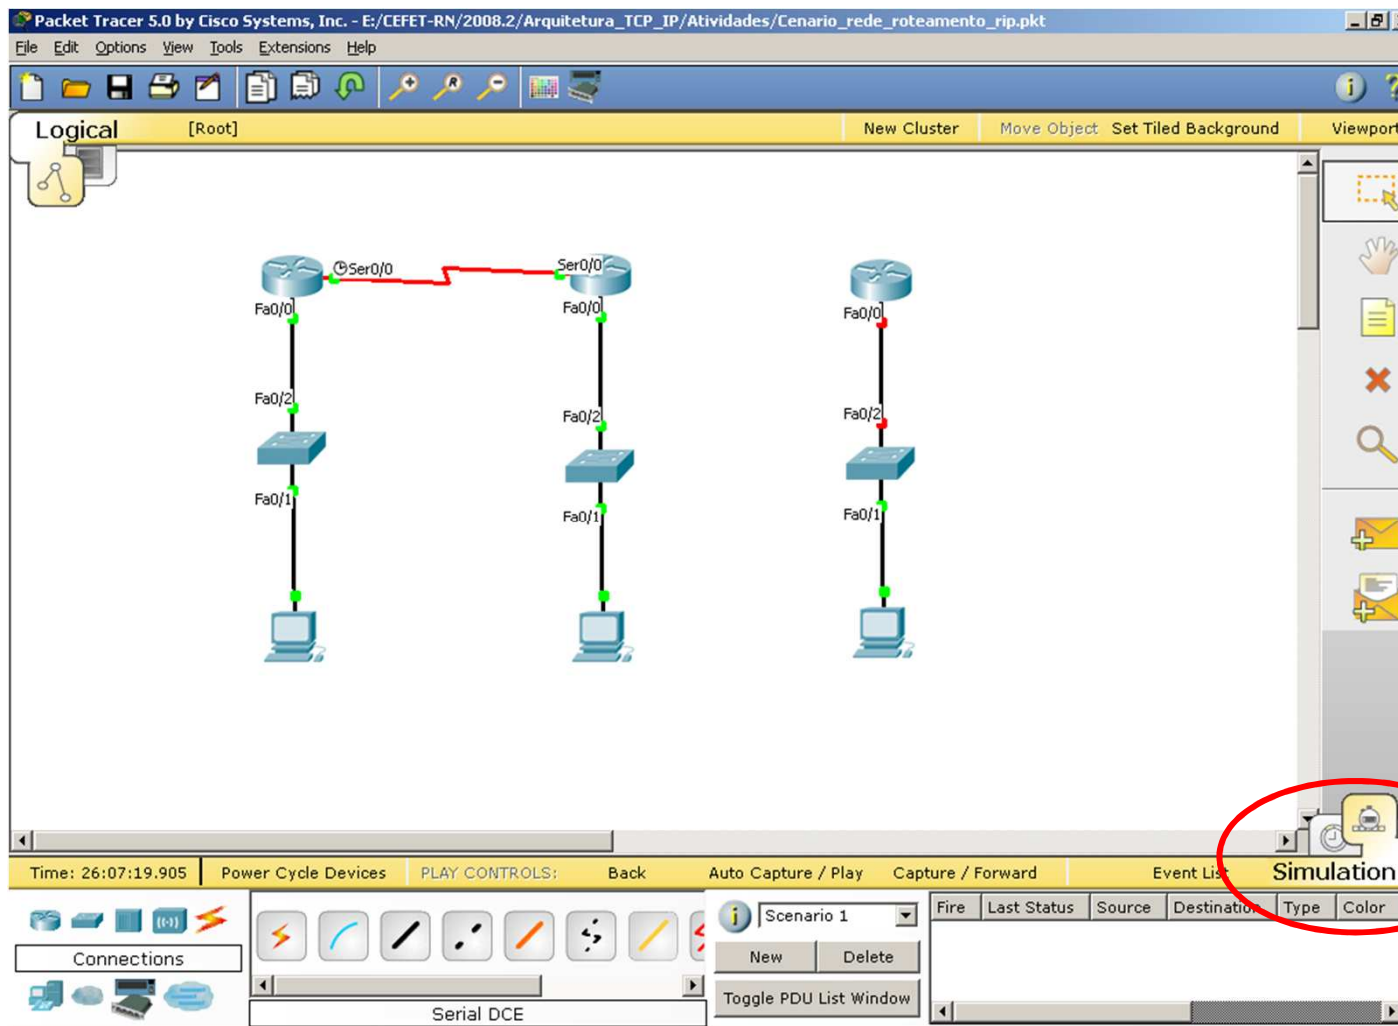 Packet Tracer 5.0 by Cisco Systems, Inc. - E:/CEFET-RN/2008.2/Arquitetura_TCP_IP/Atividades/Cenario_rede_roteamento_rip.pkt
File Edit Options View Tools Extensions Help
R
i ?
Logical [Root] New Cluster Move Object Set Tiled Background Viewport
Ser0/0 Ser0/0
Fa0/0 Fa0/0 Fa0/0
Fa0/2 Fa0/2 Fa0/2
Fa0/1 Fa0/1 Fa0/1
Time: 26:07:19.905 Power Cycle Devices PLAY CONTROLS: Back Auto Capture / Play Capture / Forward Event List Simulation
i Scenario 1 Fire Last Status Source Destination Type Color
Connections New Delete
Toggle PDU List Window
Serial DCE